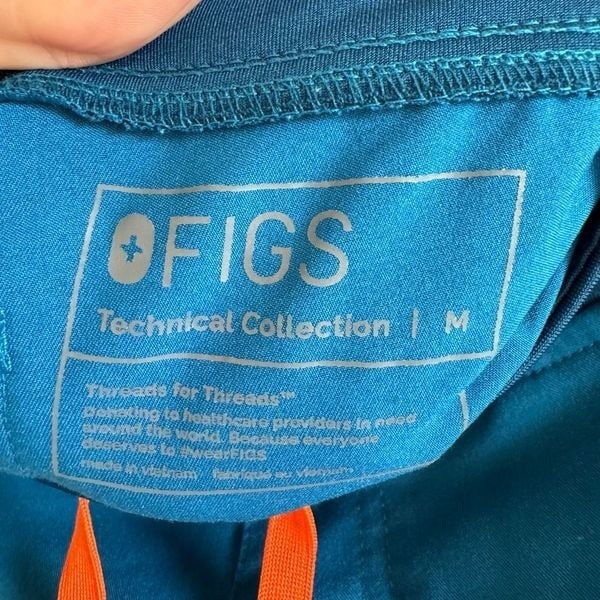 FIGS
Technical Collection | M
Threads for Threads™
Donating to healthcare providers in need
around the world. Because everyone
deserves to #wearFIGS
made in vietnam fabriqué au vietnam